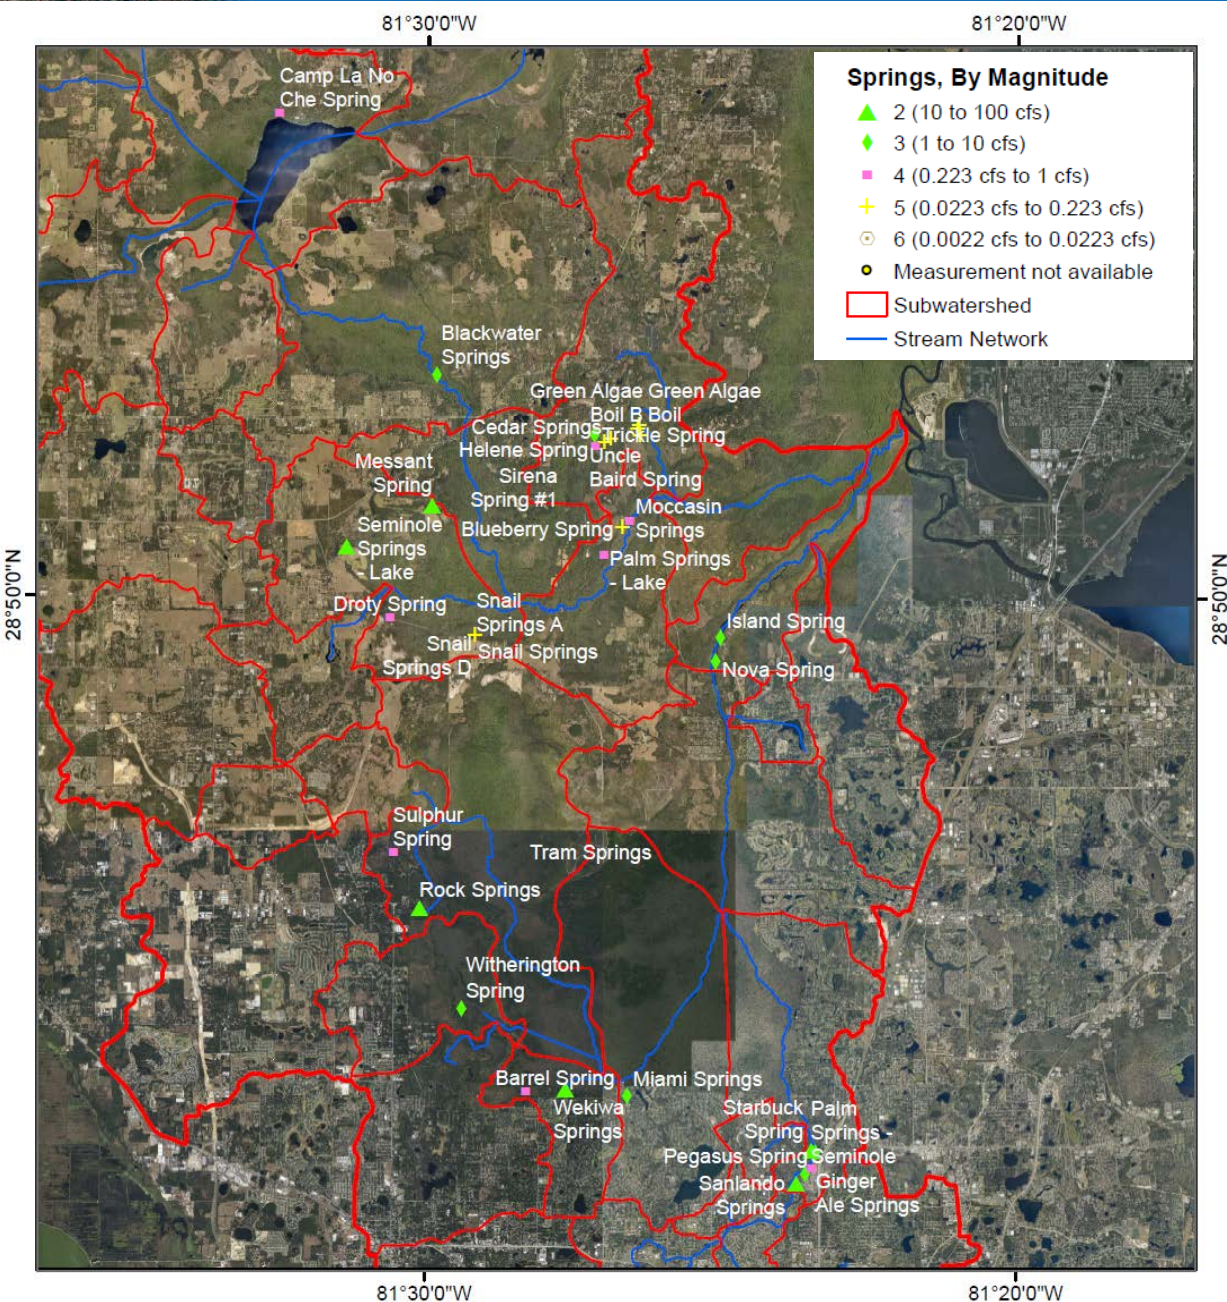 81°30'0"W
81°20'0"W
Camp La No
Che Spring
Springs, By Magnitude
2 (10 to 100 cfs)
3 (1 to 10 cfs)
4 (0.223 cfs to 1 cfs)
5 (0.0223 cfs to 0.223 cfs)
6 (0.0022 cfs to 0.0223 cfs)
Measurement not available
Subwatershed
Stream Network
Blackwater
Springs
Green Algae Green Algae
Boil B Boil
Cedar Springs
Trickle Spring
Helene Spring
Uncle
Messant
Spring
Sirena
Spring #1
Baird Spring
Moccasin
Springs
Seminole
Springs
- Lake
Blueberry Spring
Palm Springs
- Lake
28°50'0"N
28°50'0"N
Droty Spring
Snail
Springs A
Snail
Springs D
Snail Springs
Island Spring
Nova Spring
Sulphur
Spring
Tram Springs
Rock Springs
Witherington
Spring
Barrel Spring
Miami Springs
Wekiwa
Springs
Starbuck
Spring
Palm
Springs -
Seminole
Pegasus Spring
Sanlando
Springs
Ginger
Ale Springs
81°30'0"W
81°20'0"W